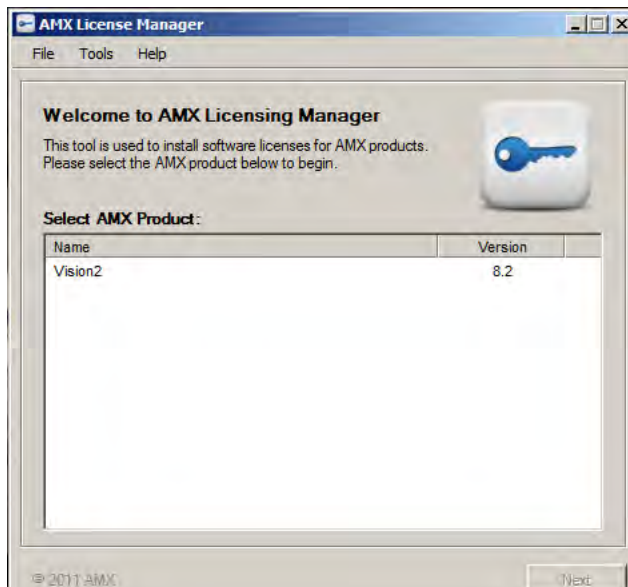 AMX License Manager
File Tools Help
Welcome to AMX Licensing Manager
This tool is used to install software licenses for AMX products.
Please select the AMX product below to begin.
Select AMX Product:
Name Version
Vision2 8.2
© 2011 AMX Next